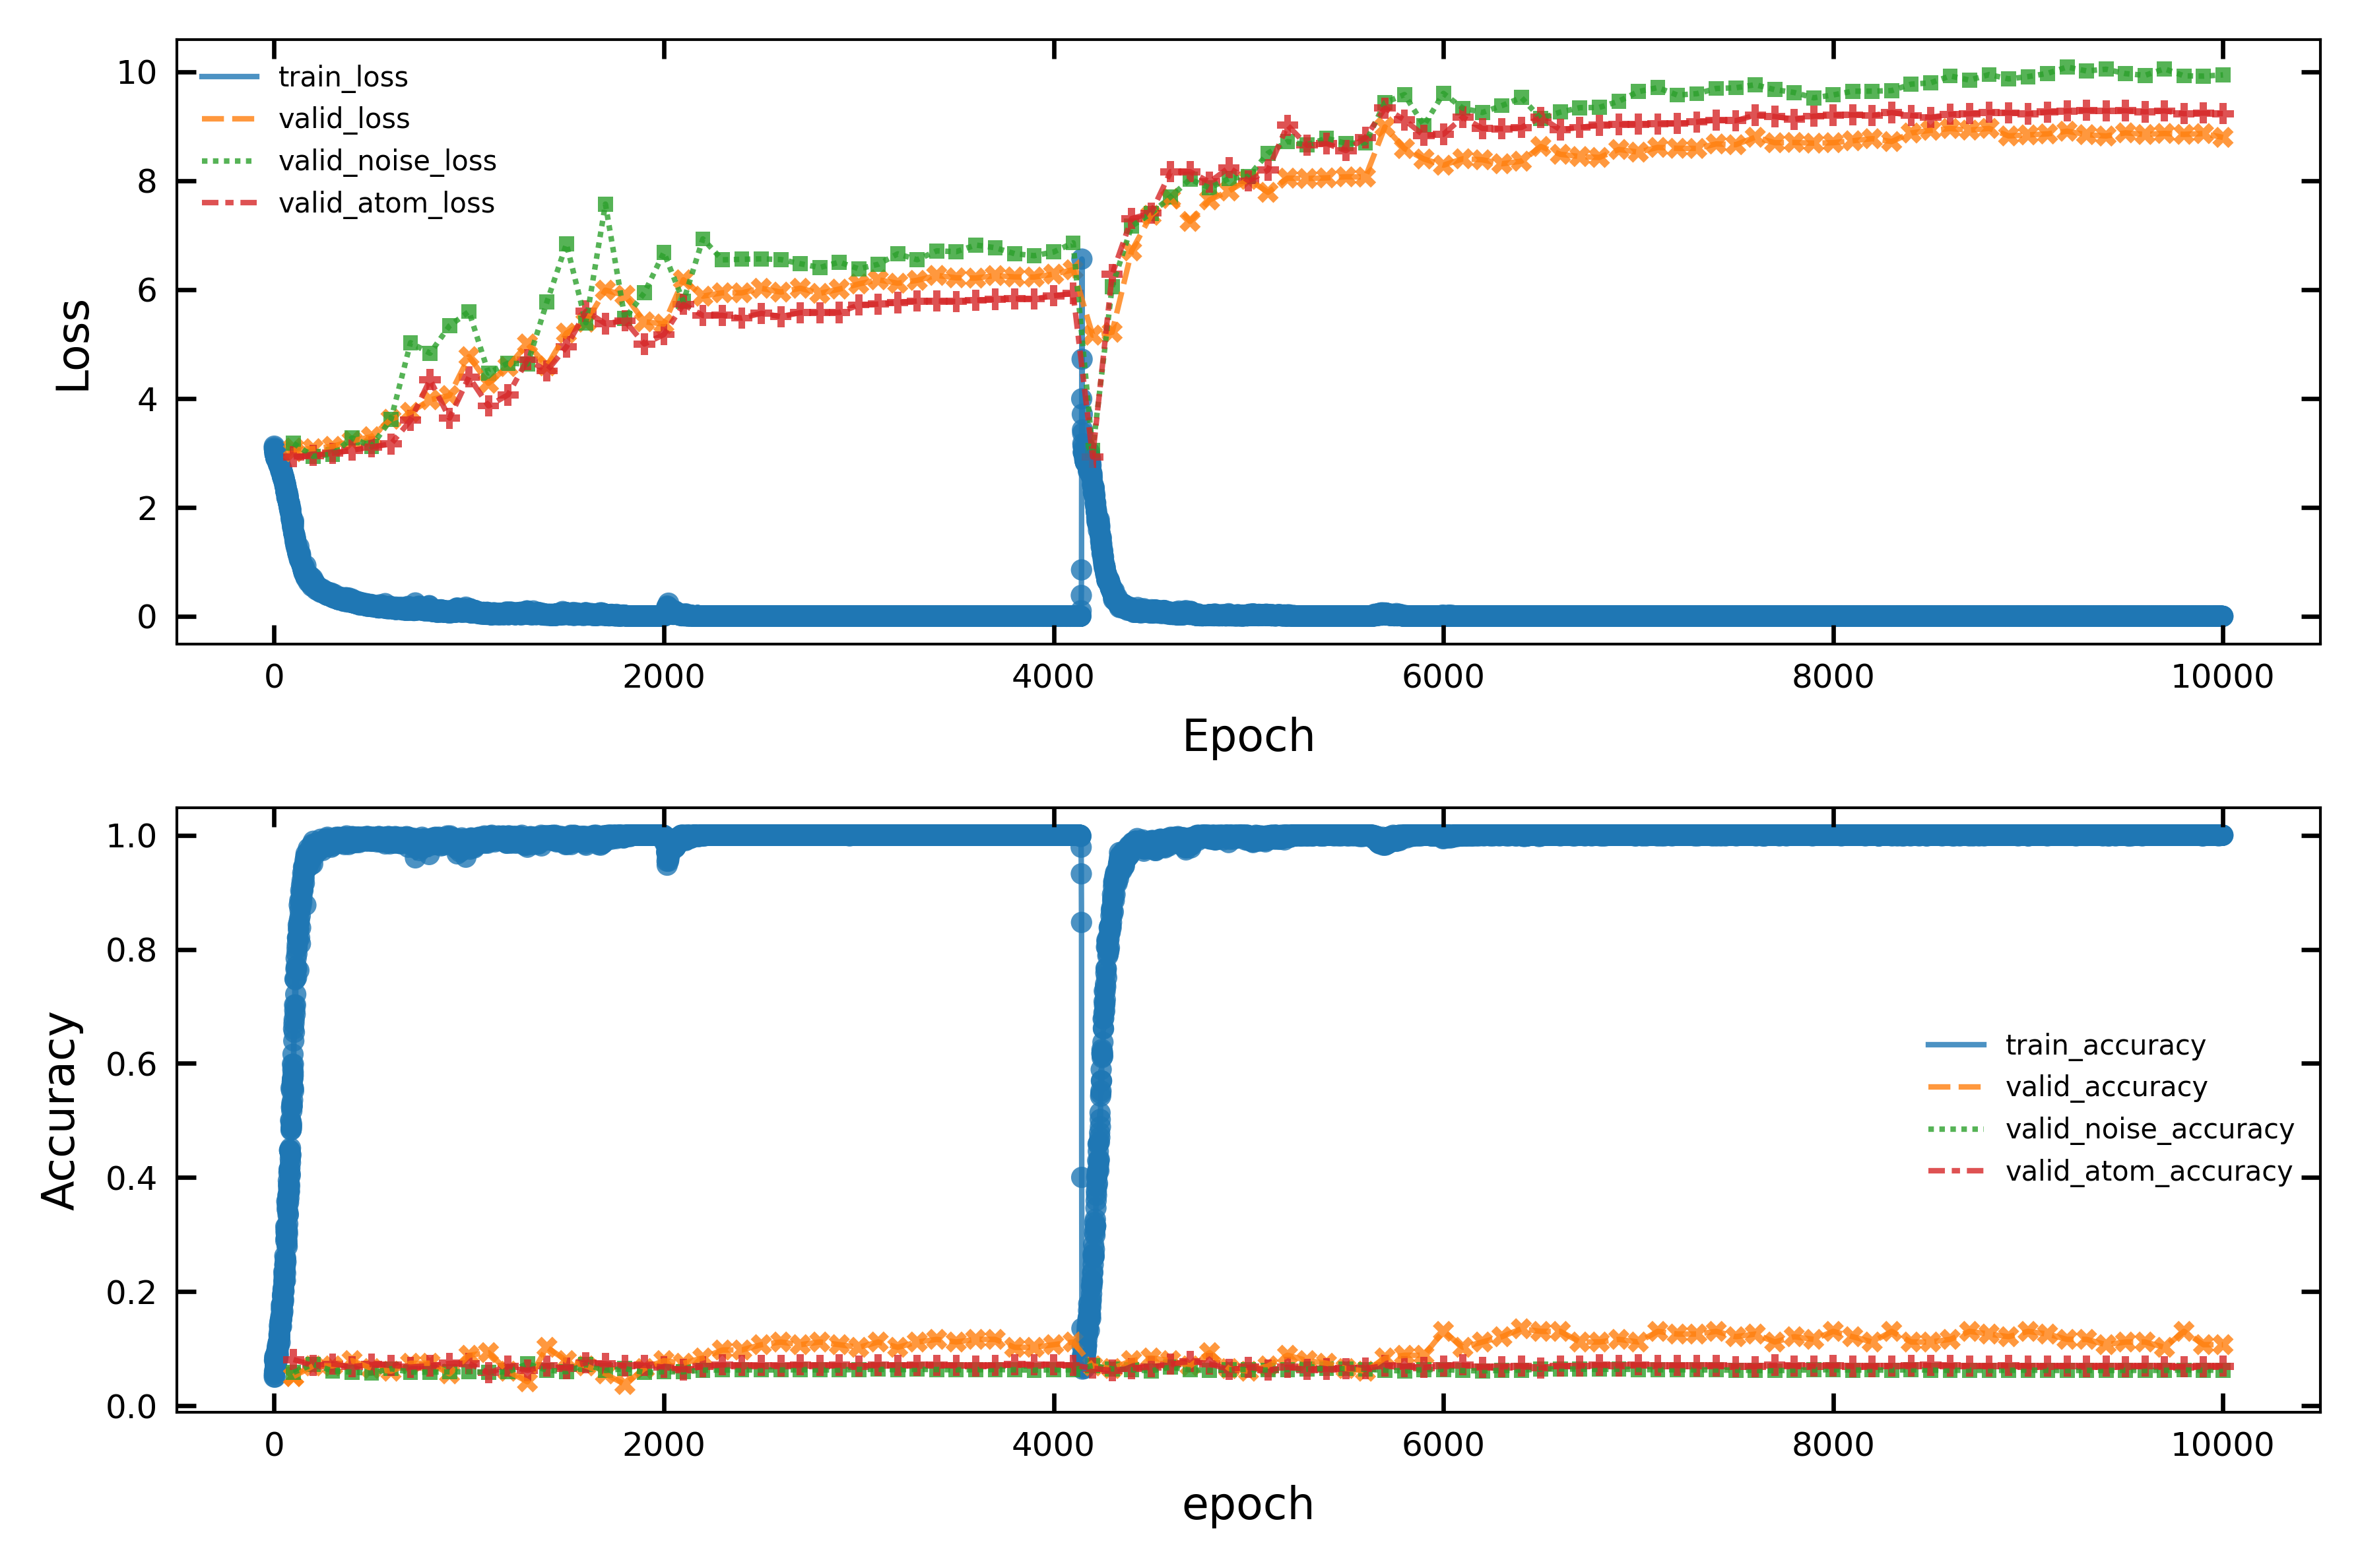 10
8
6
4
2
0
Loss
train_loss
valid_loss
valid_noise_loss
valid_atom_loss
0 2000 4000 6000 8000 10000
Epoch
1.0
0.8
0.6
0.4
0.2
0.0
Accuracy
train_accuracy
valid_accuracy
valid_noise_accuracy
valid_atom_accuracy
0 2000 4000 6000 8000 10000
epoch